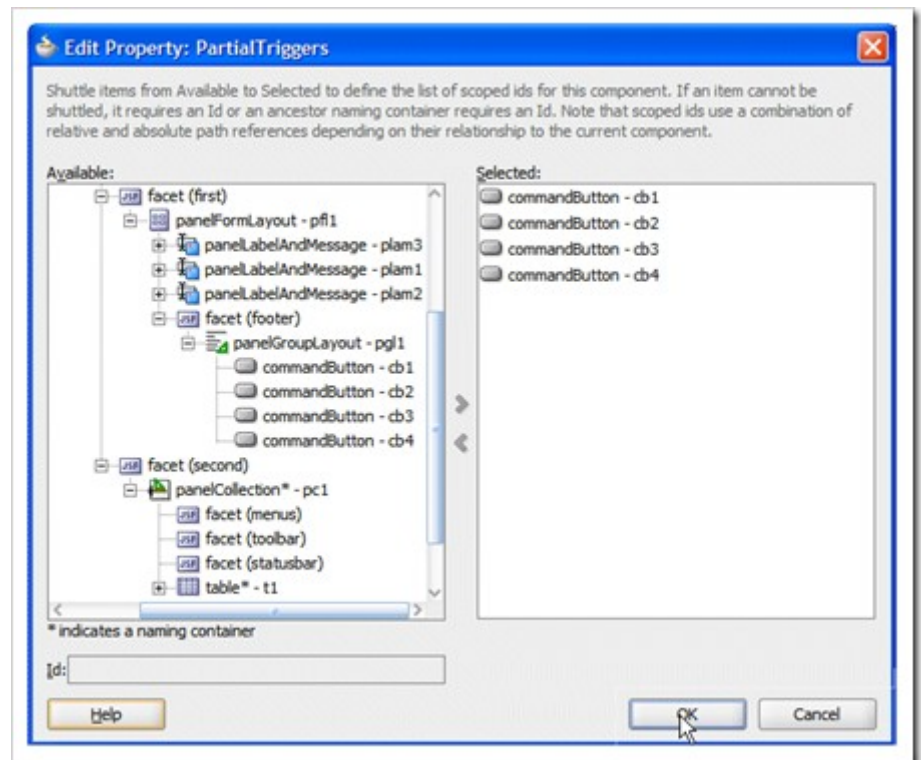 Edit Property: PartialTriggers
Shuttle items from Available to Selected to define the list of scoped ids for this component. If an item cannot be
shuttled, it requires an Id or an ancestor naming container requires an Id. Note that scoped ids use a combination of
relative and absolute path references depending on their relationship to the current component.
Available:
facet (first)
panelFormLayout - pfl1
panelLabelAndMessage - plam3
panelLabelAndMessage - plam1
panelLabelAndMessage - plam2
facet (footer)
panelGroupLayout - pgl1
commandButton - cb1
commandButton - cb2
commandButton - cb3
commandButton - cb4
facet (second)
panelCollection* - pc1
facet (menus)
facet (toolbar)
facet (statusbar)
table* - t1
* indicates a naming container
Selected:
commandButton - cb1
commandButton - cb2
commandButton - cb3
commandButton - cb4
Id:
Help
OK
Cancel